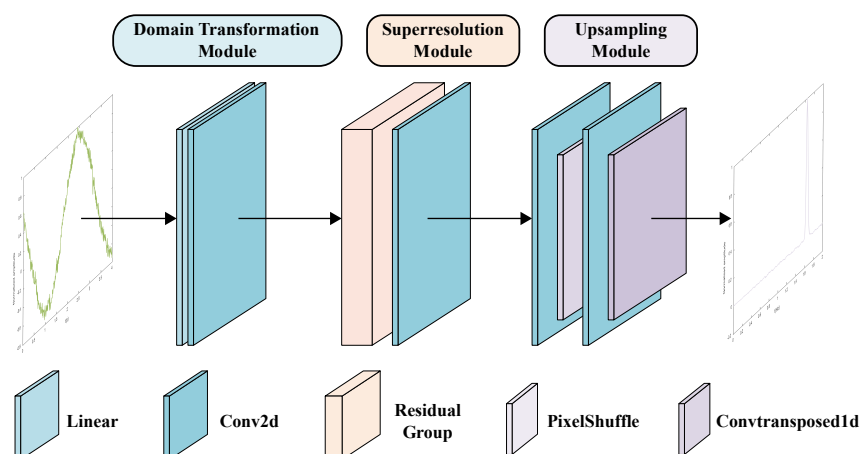 Domain Transformation
Module
Superresolution
Module
Upsampling
Module
Linear
Conv2d
Residual
Group
PixelShuffle
Convtransposed1d